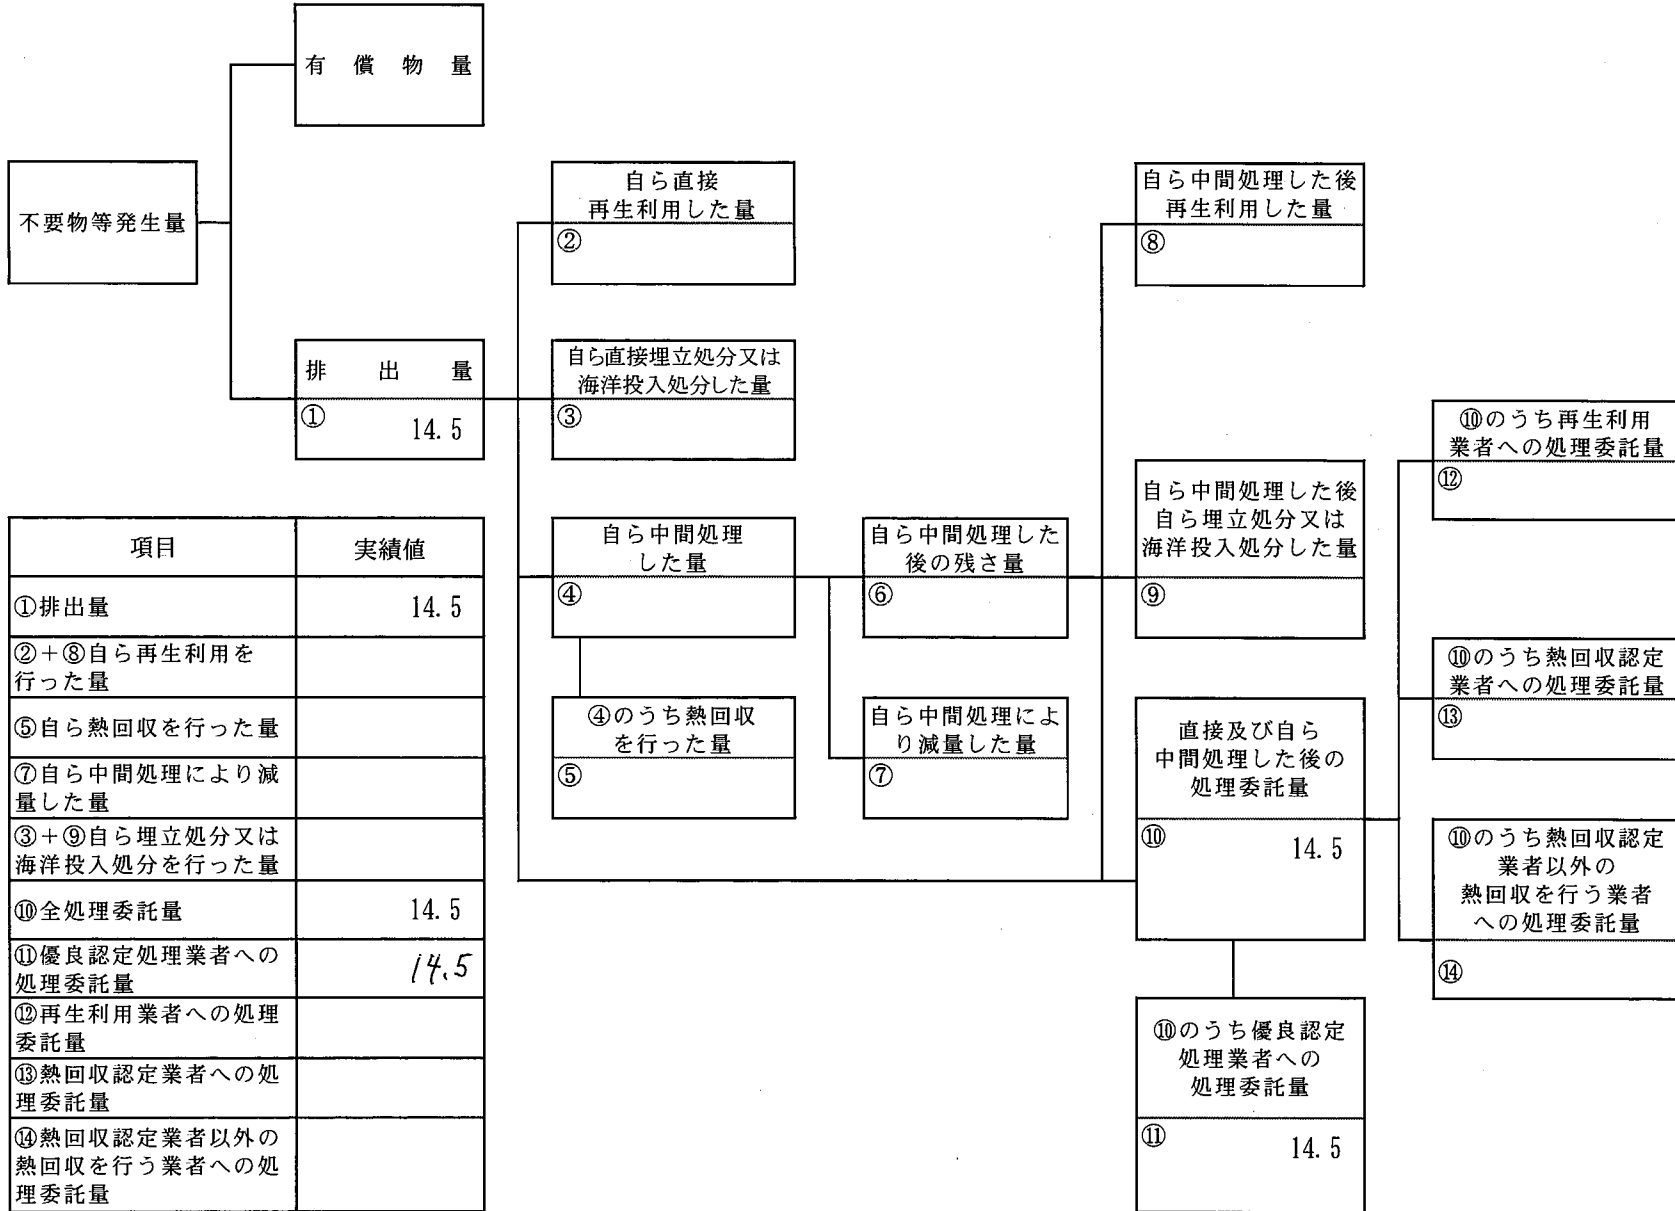 有償物量
不要物等発生量
排出量
① 14.5
自ら直接
再生利用した量
②
自ら直接埋立処分又は
海洋投入処分した量
③
自ら中間処理
した量
④
④のうち熱回収
を行った量
⑤
自ら中間処理した
後の残さ量
⑥
自ら中間処理によ
り減量した量
⑦
自ら中間処理した後
再生利用した量
⑧
自ら中間処理した後
自ら埋立処分又は
海洋投入処分した量
⑨
直接及び自ら
中間処理した後の
処理委託量
⑩ 14.5
⑩のうち優良認定
処理業者への
処理委託量
⑪ 14.5
⑩のうち再生利用
業者への処理委託量
⑫
⑩のうち熱回収認定
業者への処理委託量
⑬
⑩のうち熱回収認定
業者以外の
熱回収を行う業者
への処理委託量
⑭
項目 実績値
①排出量 14.5
②+⑧自ら再生利用を
行った量
⑤自ら熱回収を行った量
⑦自ら中間処理により減
量した量
③+⑨自ら埋立処分又は
海洋投入処分を行った量
⑩全処理委託量 14.5
⑪優良認定処理業者への
処理委託量 14.5
⑫再生利用業者への処理
委託量
⑬熱回収認定業者への処
理委託量
⑭熱回収認定業者以外の
熱回収を行う業者への処
理委託量